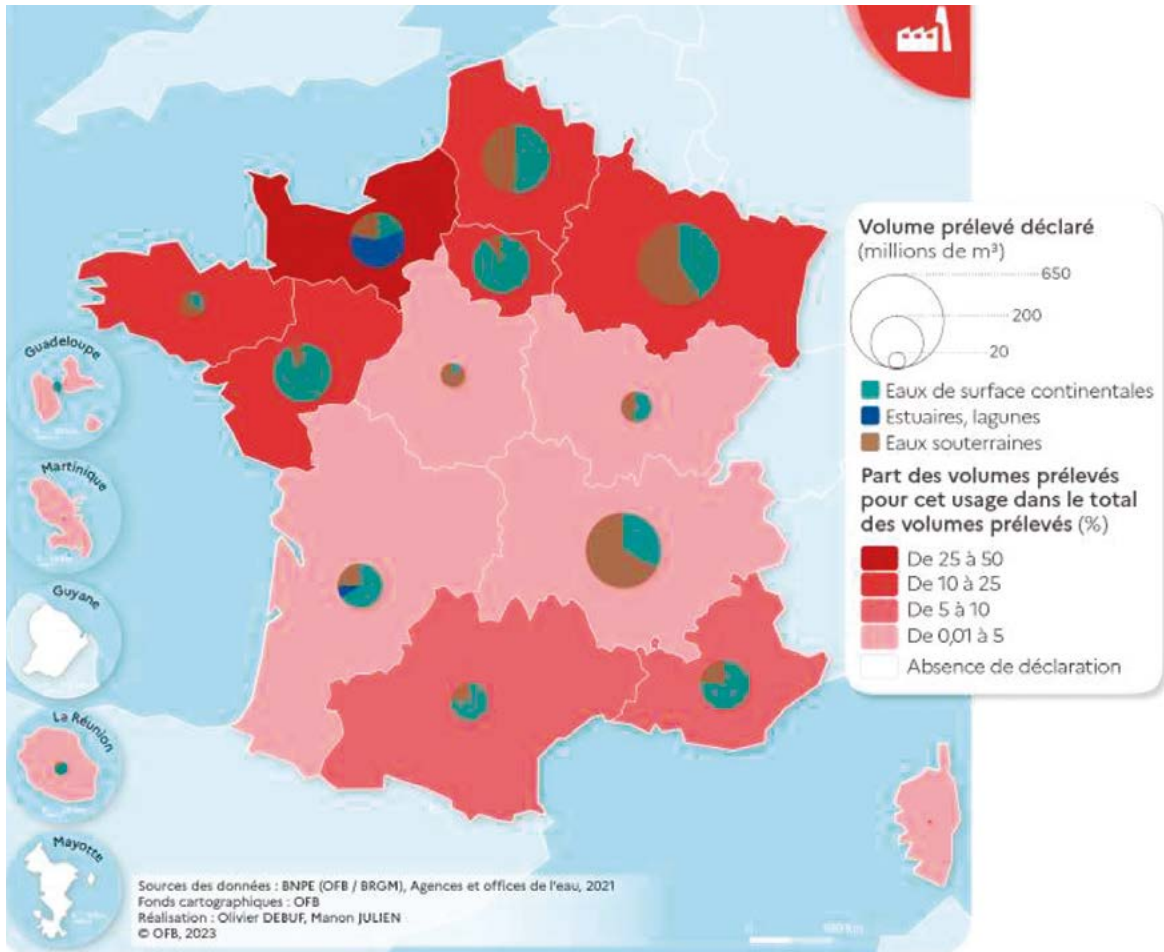 Volume prélevé déclaré
(millions de m³)
650
200
20
Eaux de surface continentales
Estuaires, lagunes
Eaux souterraines
Part des volumes prélevés
pour cet usage dans le total
des volumes prélevés (%)
De 25 à 50
De 10 à 25
De 5 à 10
De 0,01 à 5
Absence de déclaration
Guadeloupe
Martinique
Guyane
La Réunion
Mayotte
Sources des données : BNPE (OFB / BRGM), Agences et offices de l'eau, 2021
Fonds cartographiques : OFB
Réalisation : Olivier DEBUF, Manon JULIEN
© OFB, 2023
0